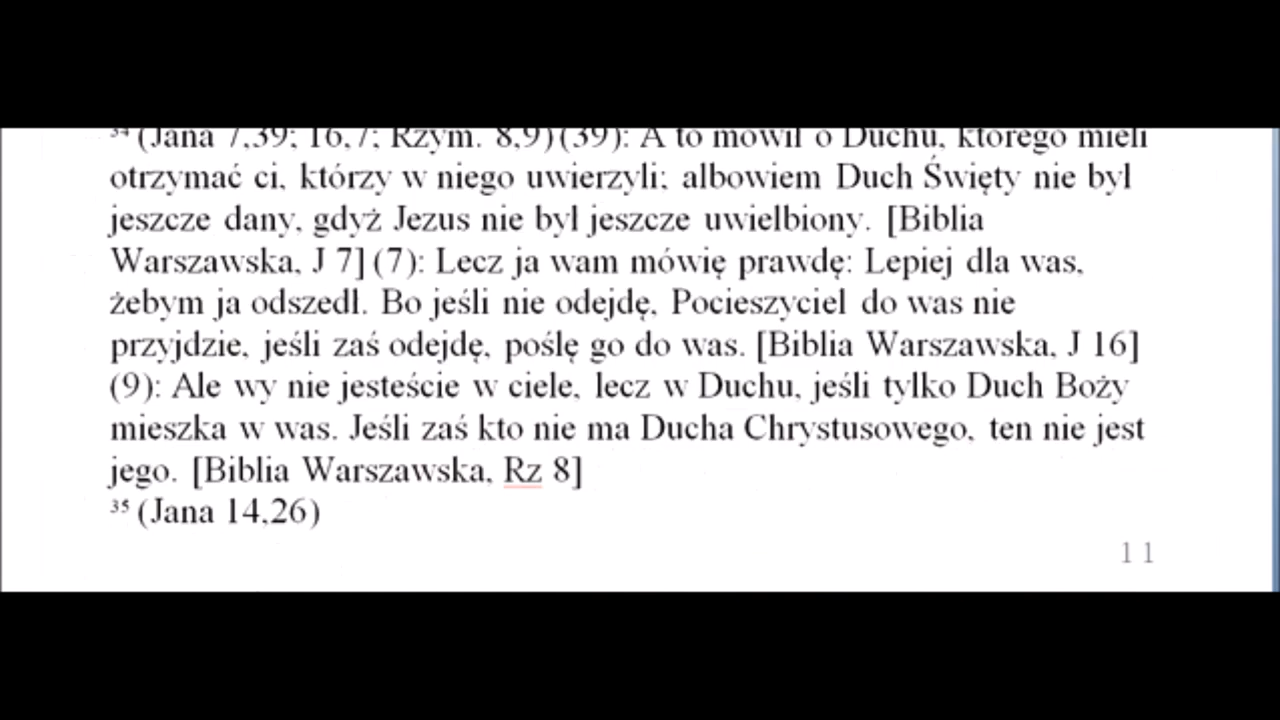 ³⁴ (Jana 7,39; 16,7; Rzym. 8,9)(39): A to mówił o Duchu, którego mieli
otrzymać ci, którzy w niego uwierzyli; albowiem Duch Święty nie był
jeszcze dany, gdyż Jezus nie był jeszcze uwielbiony. [Biblia
Warszawska, J 7] (7): Lecz ja wam mówię prawdę: Lepiej dla was,
żebym ja odszedł. Bo jeśli nie odejdę, Pocieszyciel do was nie
przyjdzie, jeśli zaś odejdę, poślę go do was. [Biblia Warszawska, J 16]
(9): Ale wy nie jesteście w ciele, lecz w Duchu, jeśli tylko Duch Boży
mieszka w was. Jeśli zaś kto nie ma Ducha Chrystusowego, ten nie jest
jego. [Biblia Warszawska, Rz 8]
³⁵ (Jana 14,26)
11